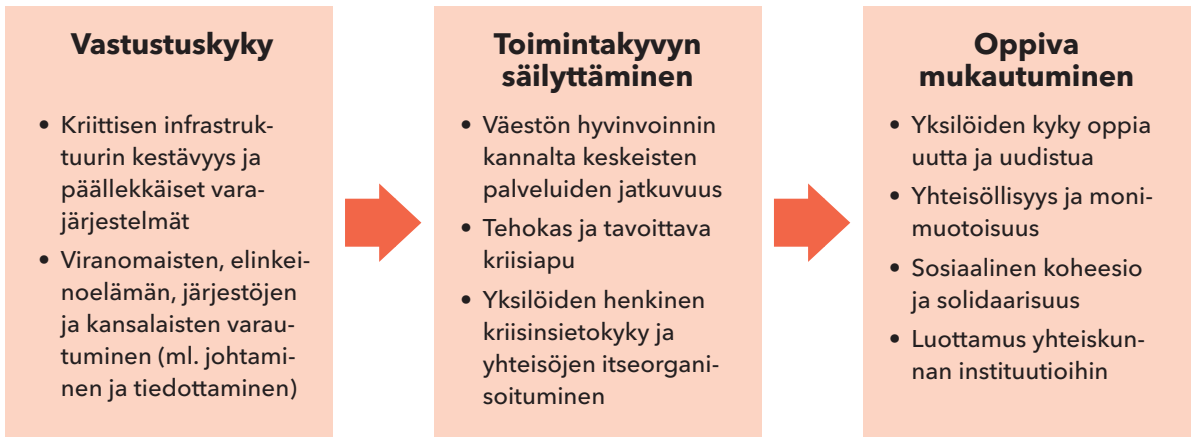 Vastustuskyky
• Kriittisen infrastruk-
tuurin kestävyys ja
päällekkäiset vara-
järjestelmät
• Viranomaisten, elinkei-
noelämän, järjestöjen
ja kansalaisten varau-
tuminen (ml. johtami-
nen ja tiedottaminen)
Toimintakyvyn
säilyttäminen
• Väestön hyvinvoinnin
kannalta keskeisten
palveluiden jatkuvuus
• Tehokas ja tavoittava
kriisiapu
• Yksilöiden henkinen
kriisinsietokyky ja
yhteisöjen itseorgani-
soituminen
Oppiva
mukautuminen
• Yksilöiden kyky oppia
uutta ja uudistua
• Yhteisöllisyys ja moni-
muotoisuus
• Sosiaalinen koheesio
ja solidaarisuus
• Luottamus yhteiskun-
nan instituutioihin